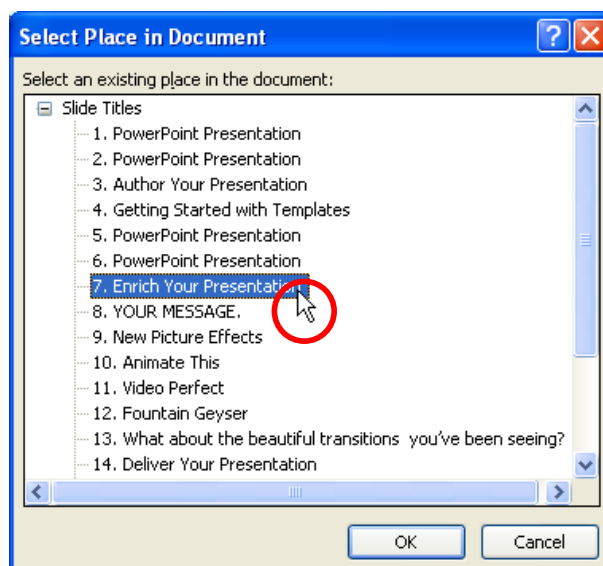 Select Place in Document
Select an existing place in the document:
Slide Titles
1. PowerPoint Presentation
2. PowerPoint Presentation
3. Author Your Presentation
4. Getting Started with Templates
5. PowerPoint Presentation
6. PowerPoint Presentation
7. Enrich Your Presentation
8. YOUR MESSAGE.
9. New Picture Effects
10. Animate This
11. Video Perfect
12. Fountain Geyser
13. What about the beautiful transitions  you've been seeing?
14. Deliver Your Presentation
OK Cancel